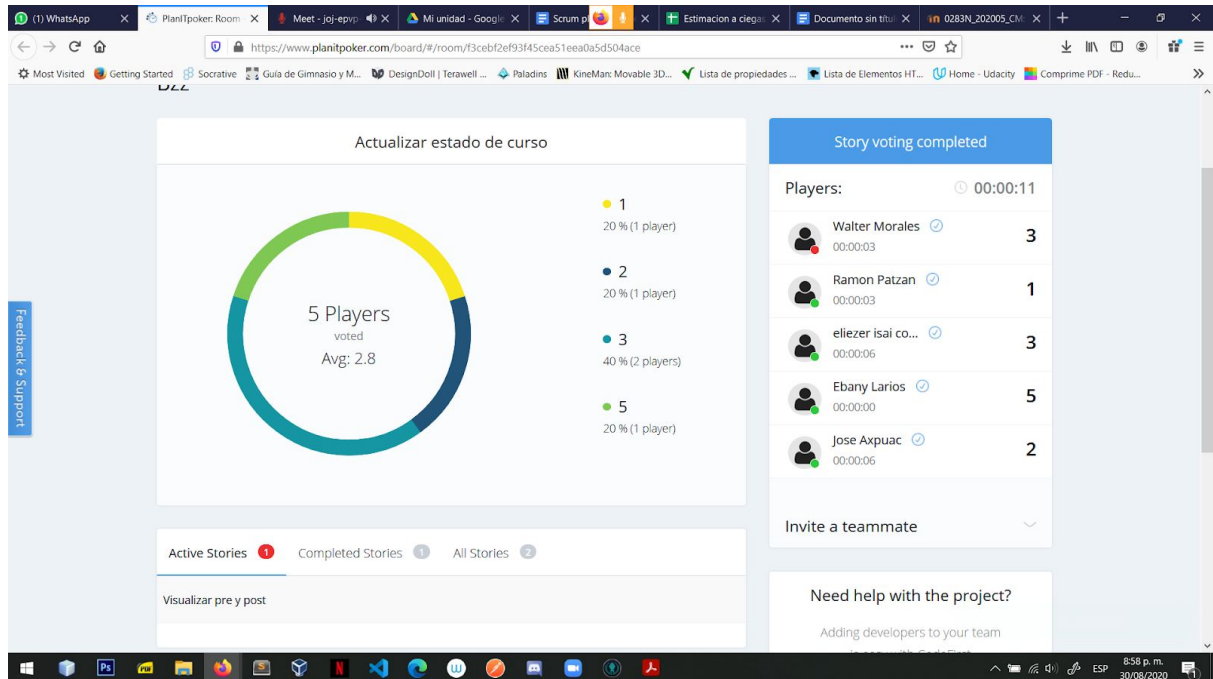 WhatsApp
PlanITpoker: Room
Meet - joj-epvp-
Mi unidad - Google
Scrum pl
Estimacion a ciegas
Documento sin títul
0283N_202005_CM
https://www.planitpoker.com/board/#/room/f3cebf2ef93f45cea51eea0a5d504ace
Most Visited
Getting Started
Socrative
Guía de Gimnasio y M...
DesignDoll | Terawell ...
Paladins
KineMan: Movable 3D...
Lista de propiedades ...
Lista de Elementos HT...
Home - Udacity
Comprime PDF - Redu...
Bzz
Actualizar estado de curso
5 Players
voted
Avg: 2.8
1
20 % (1 player)
2
20 % (1 player)
3
40 % (2 players)
5
20 % (1 player)
Story voting completed
Players: 00:00:11
Walter Morales
00:00:03
3
Ramon Patzan
00:00:03
1
eliezer isai co...
00:00:06
3
Ebany Larios
00:00:00
5
Jose Axpuac
00:00:06
2
Invite a teammate
Feedback & Support
Active Stories 1 Completed Stories 1 All Stories 2
Visualizar pre y post
Need help with the project?
Adding developers to your team
ESP
8:58 p. m.
30/08/2020